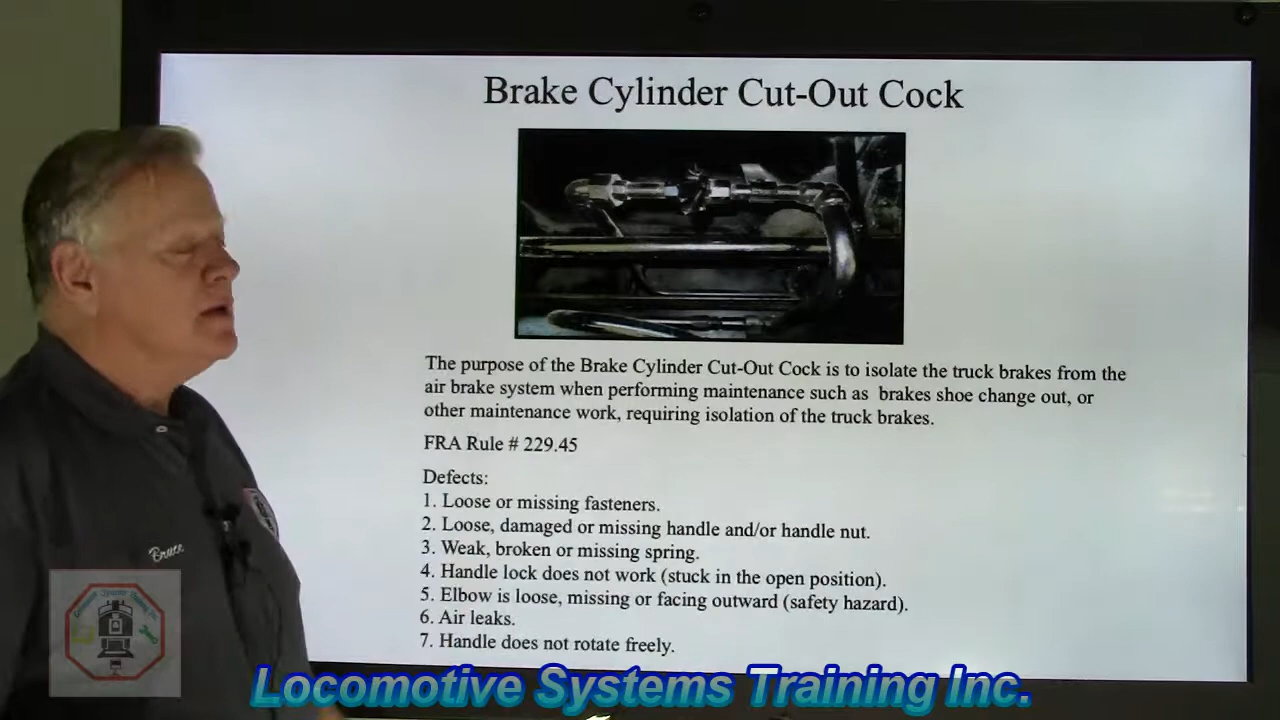 Brake Cylinder Cut-Out Cock
The purpose of the Brake Cylinder Cut-Out Cock is to isolate the truck brakes from the
air brake system when performing maintenance such as brakes shoe change out, or
other maintenance work, requiring isolation of the truck brakes.
FRA Rule # 229.45
Defects:
1. Loose or missing fasteners.
2. Loose, damaged or missing handle and/or handle nut.
3. Weak, broken or missing spring.
4. Handle lock does not work (stuck in the open position).
5. Elbow is loose, missing or facing outward (safety hazard).
6. Air leaks.
7. Handle does not rotate freely.
Bruce
Locomotive Systems Training Inc.